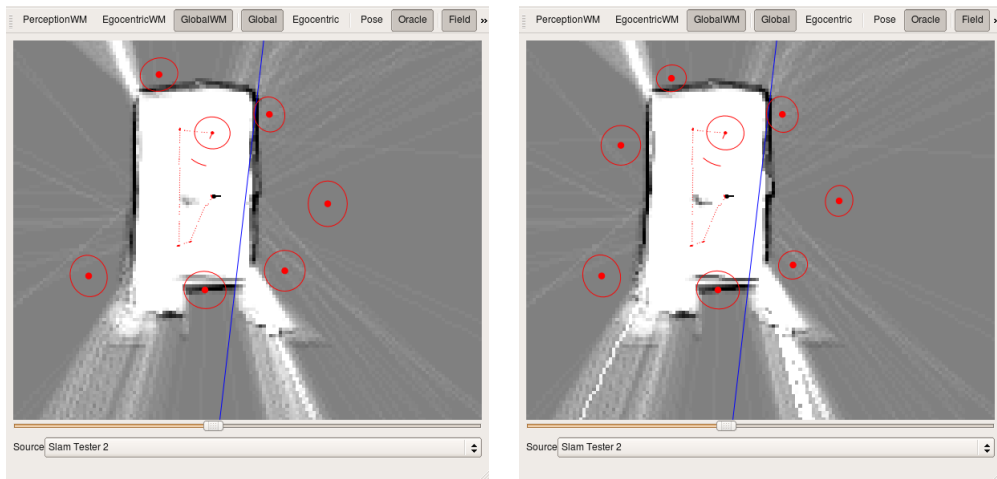 PerceptionWM EgocentricWM GlobalWM Global Egocentric Pose Oracle Field »
Source Slam Tester 2
PerceptionWM EgocentricWM GlobalWM Global Egocentric Pose Oracle Field »
Source Slam Tester 2